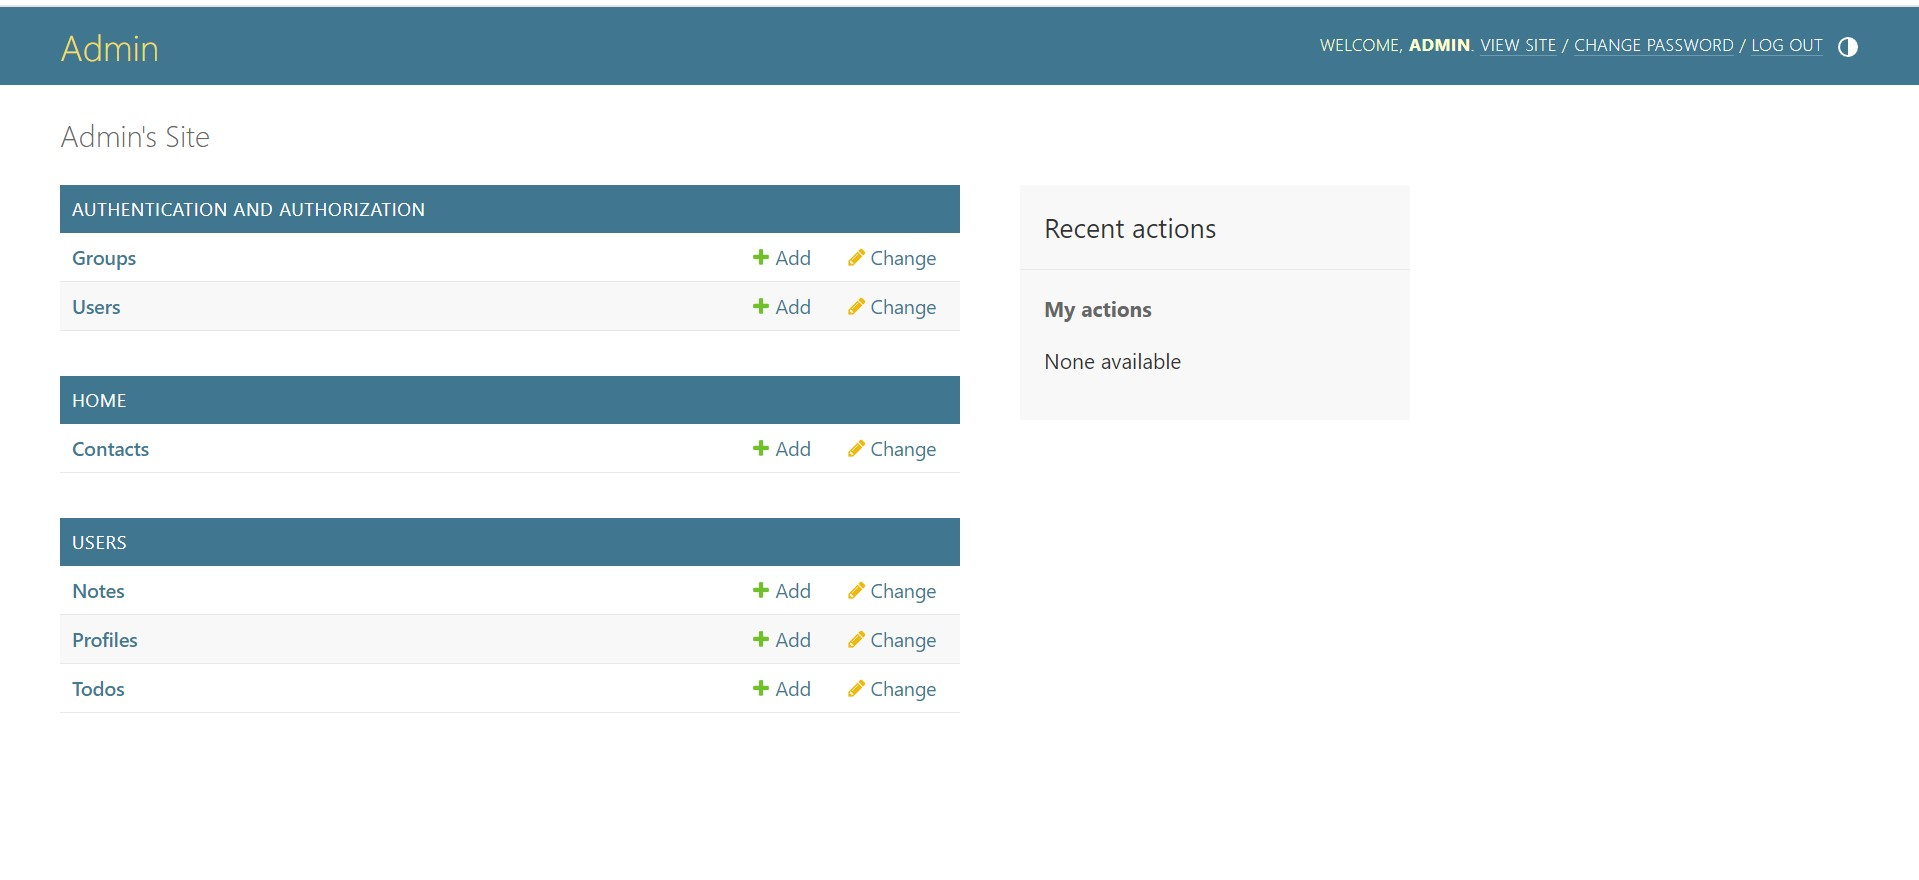 Admin
WELCOME, ADMIN. VIEW SITE / CHANGE PASSWORD / LOG OUT
Admin's Site
AUTHENTICATION AND AUTHORIZATION
Groups Add Change
Users Add Change
HOME
Contacts Add Change
USERS
Notes Add Change
Profiles Add Change
Todos Add Change
Recent actions
My actions
None available